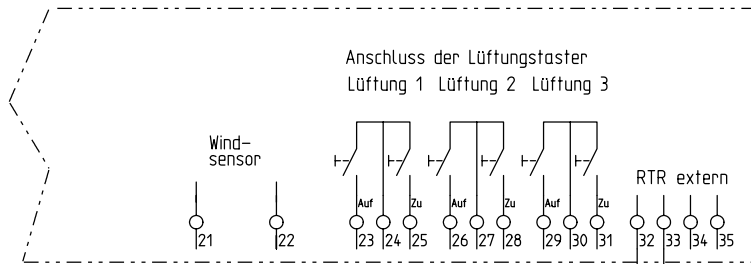 Anschluss der Lüftungstaster
Lüftung 1 Lüftung 2 Lüftung 3
Wind-
sensor
RTR extern
Auf Zu Auf Zu Auf Zu
21 22 23 24 25 26 27 28 29 30 31 32 33 34 35